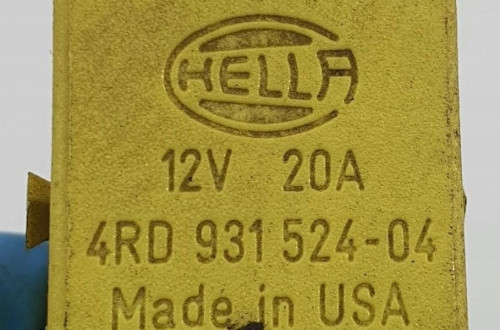 HELLA
12V 20A
4RD 931 524-04
Made in USA